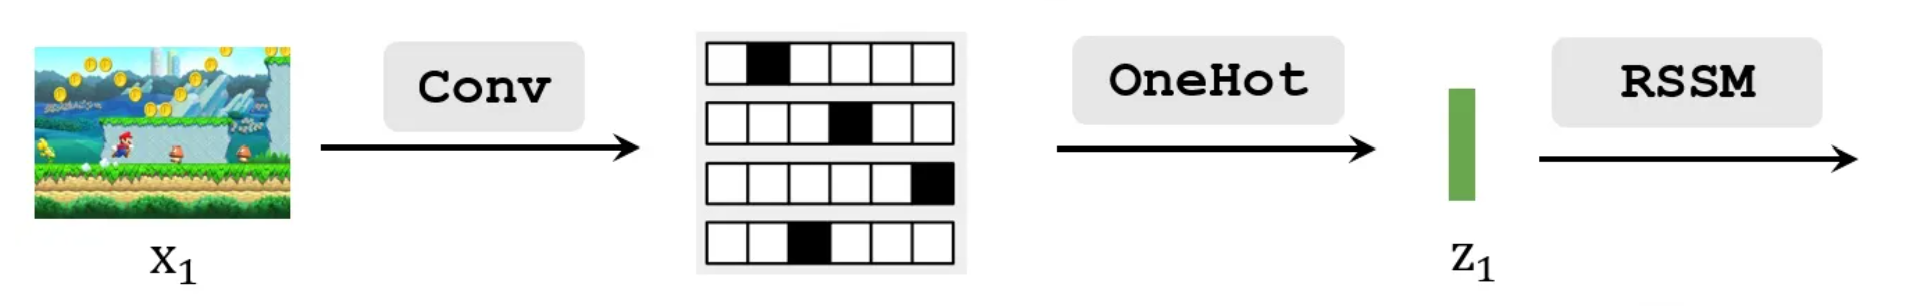 Conv
OneHot
RSSM
x₁
z₁